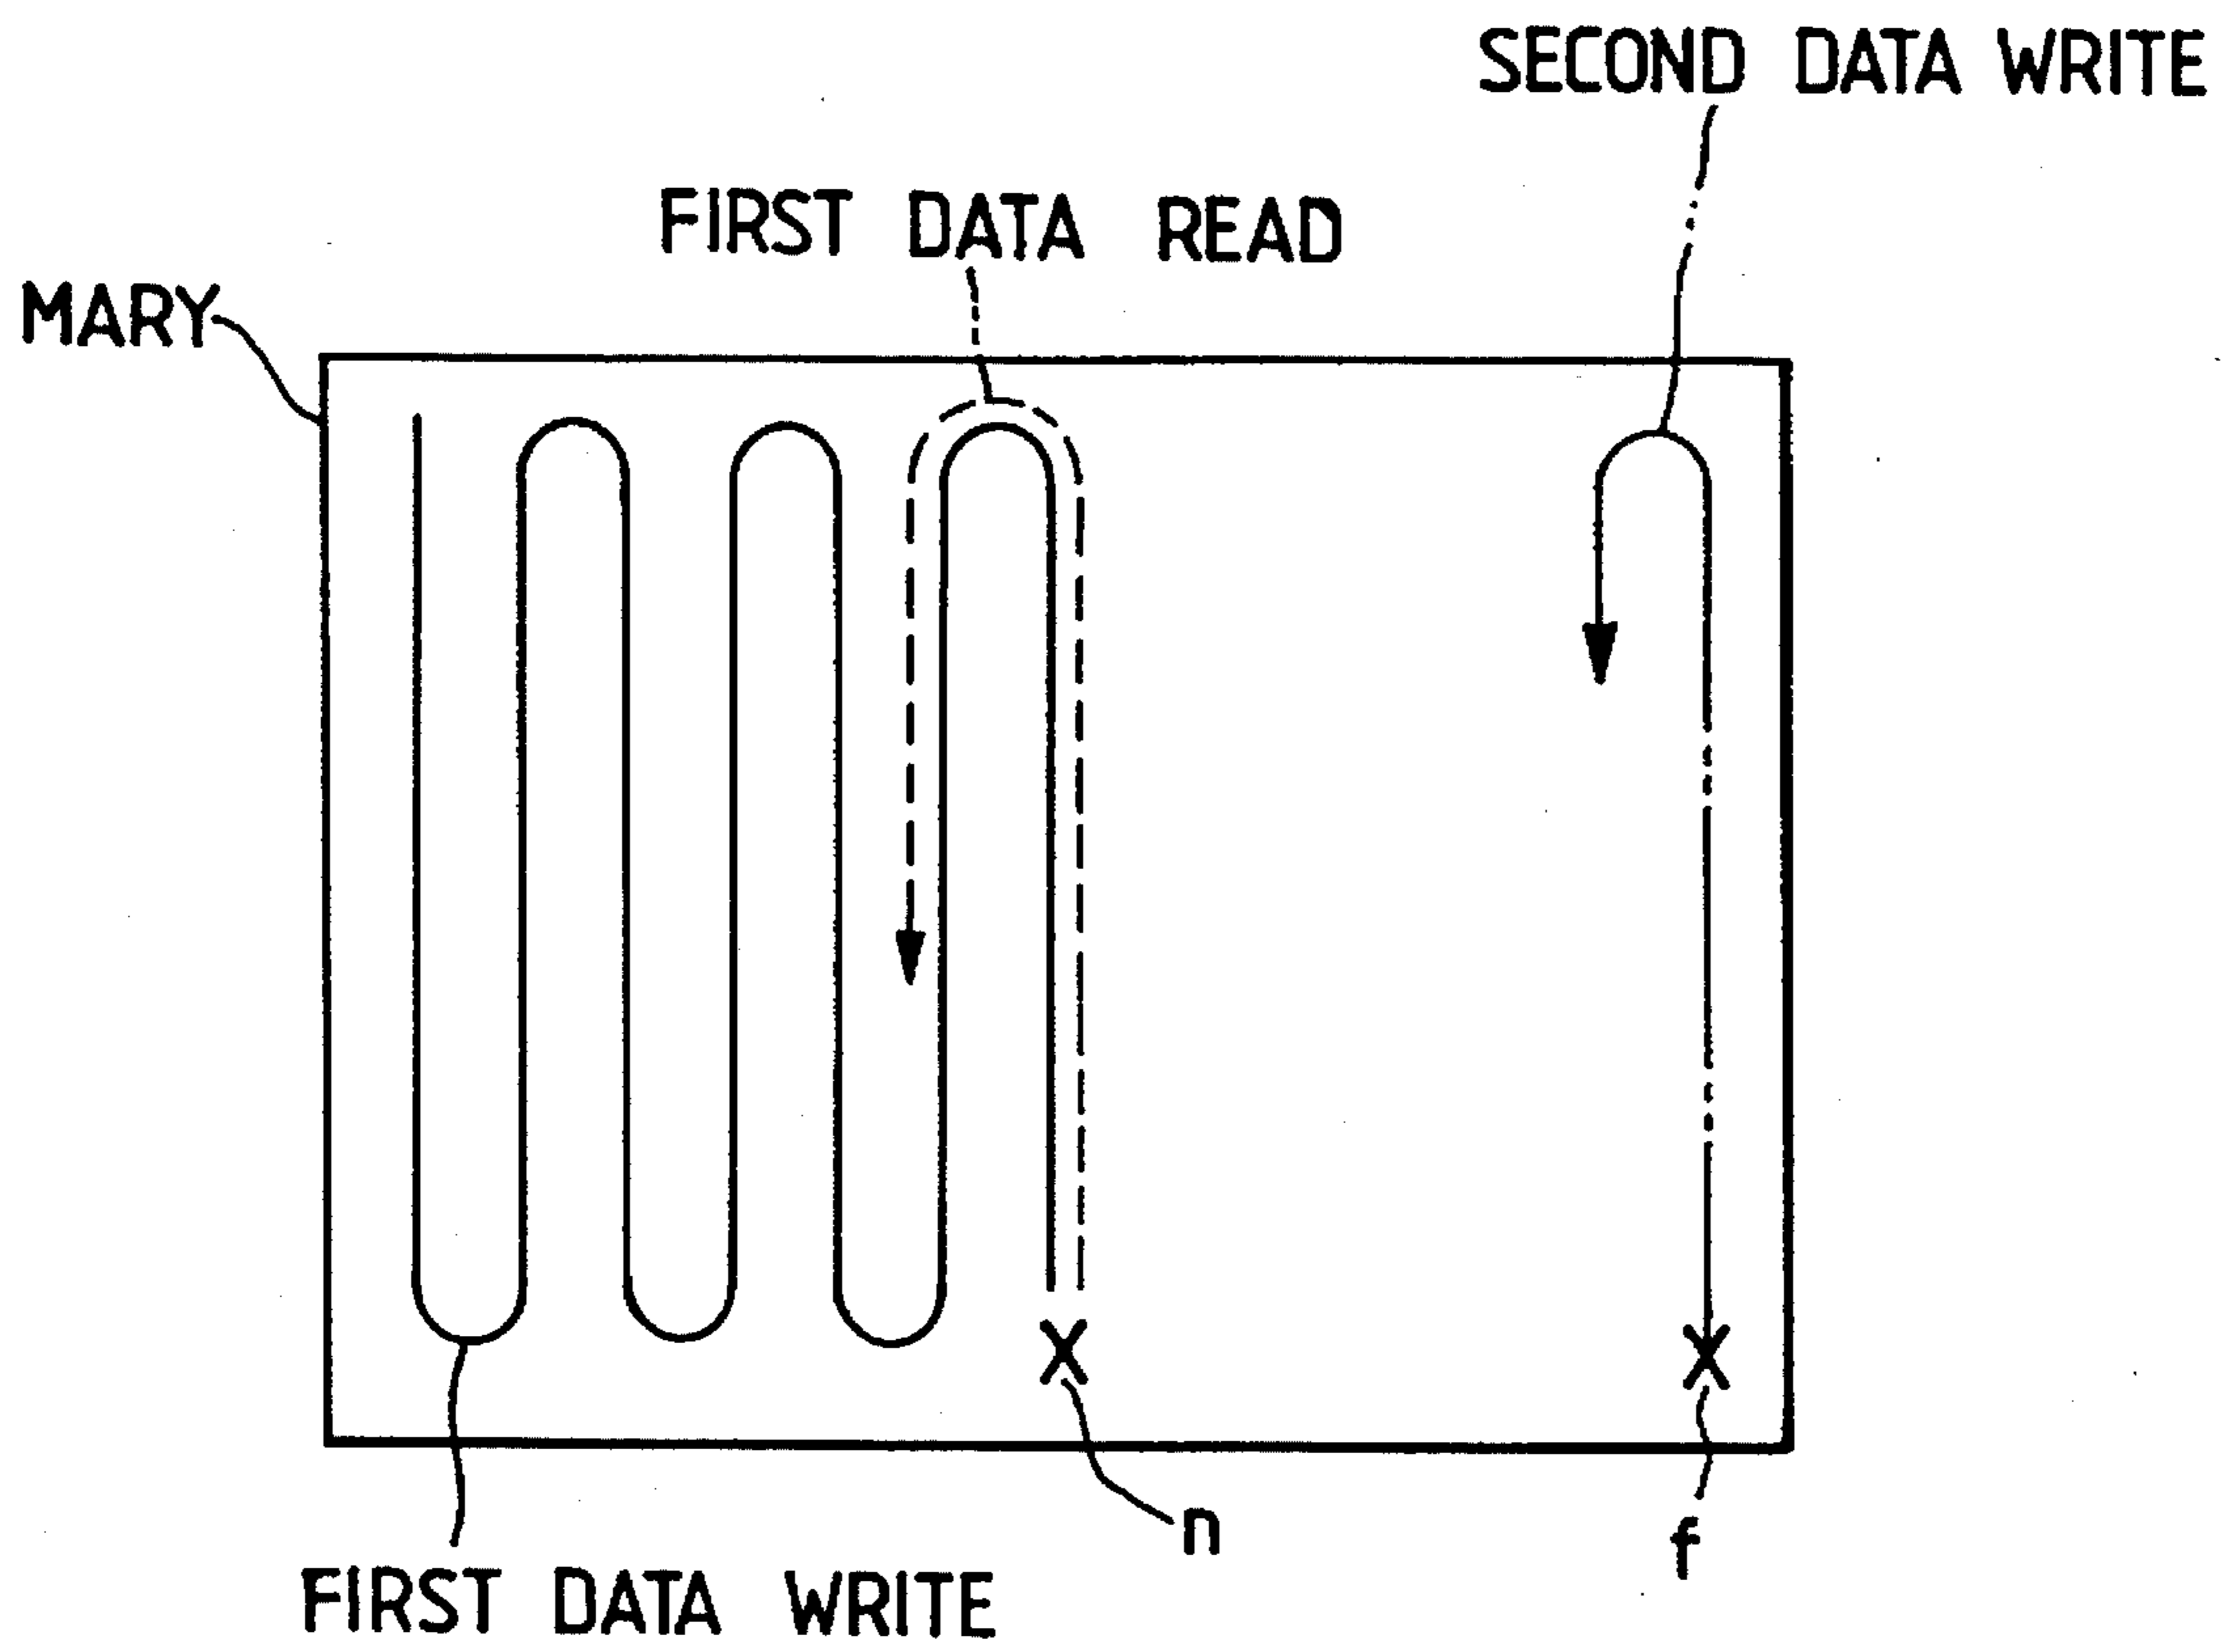 SECOND DATA WRITE
FIRST DATA READ
MARY
X
X
n
f
FIRST DATA WRITE